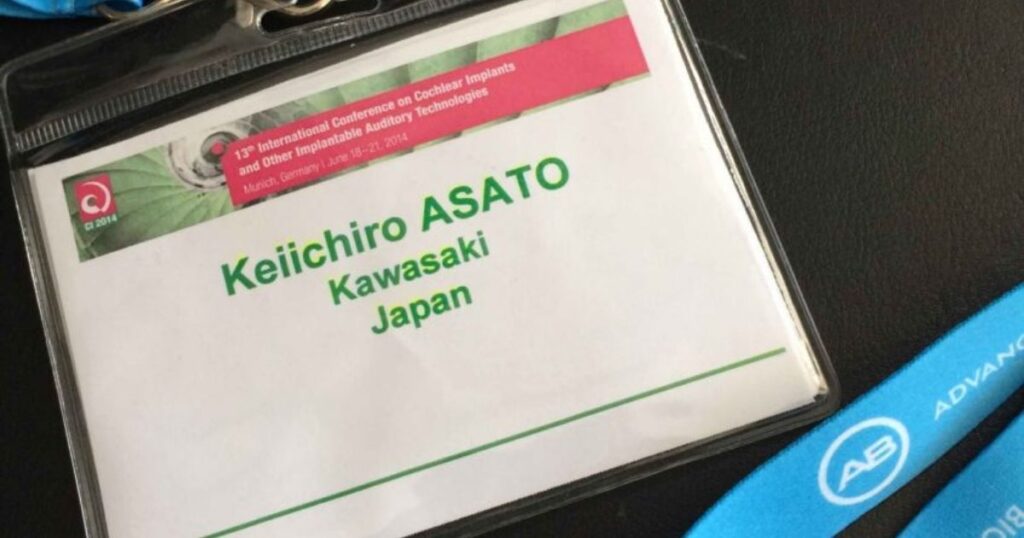 13th International Conference on Cochlear Implants
and Other Implantable Auditory Technologies
Munich, Germany | June 18–21, 2014
CI 2014
Keiichiro ASATO
Kawasaki
Japan
AB
ADVANC
BIO